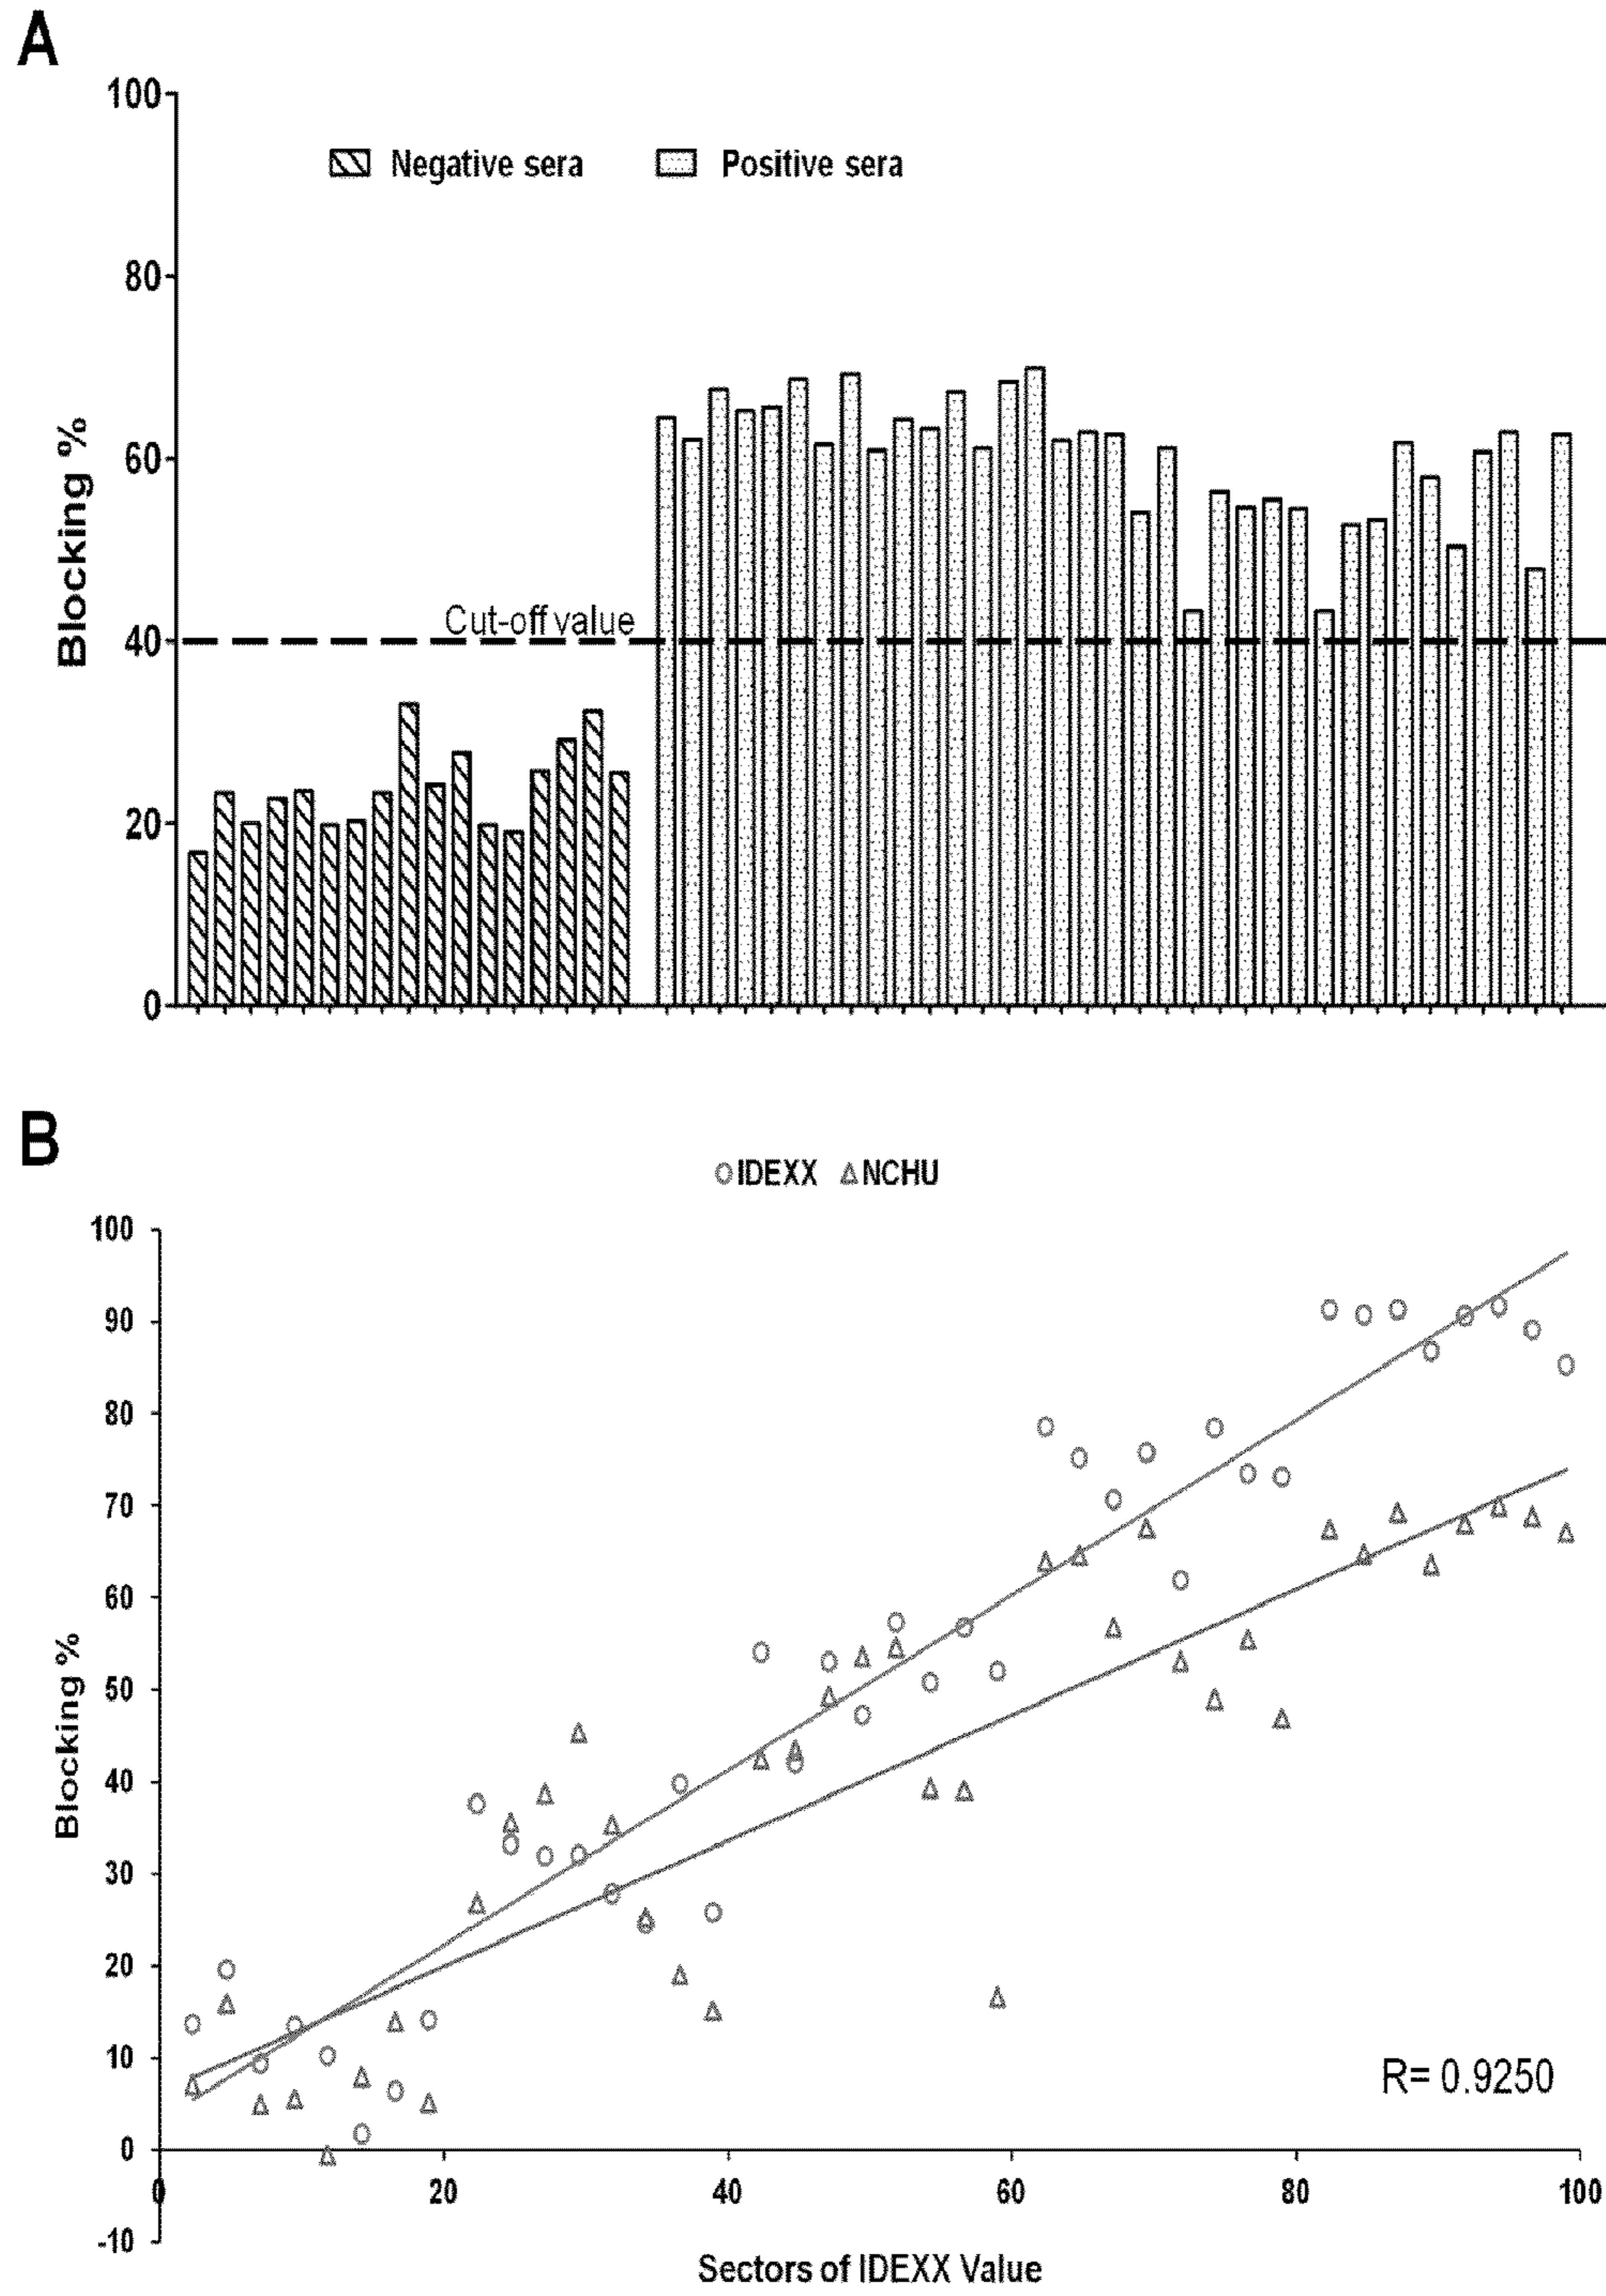 A
100
Negative sera Positive sera
80
Blocking %
60
Cut-off value
40
20
0
B
IDEXX NCHU
100
90
80
70
60
Blocking %
50
40
30
20
10
R= 0.9250
0
0 20 40 60 80 100
-10
Sectors of IDEXX Value